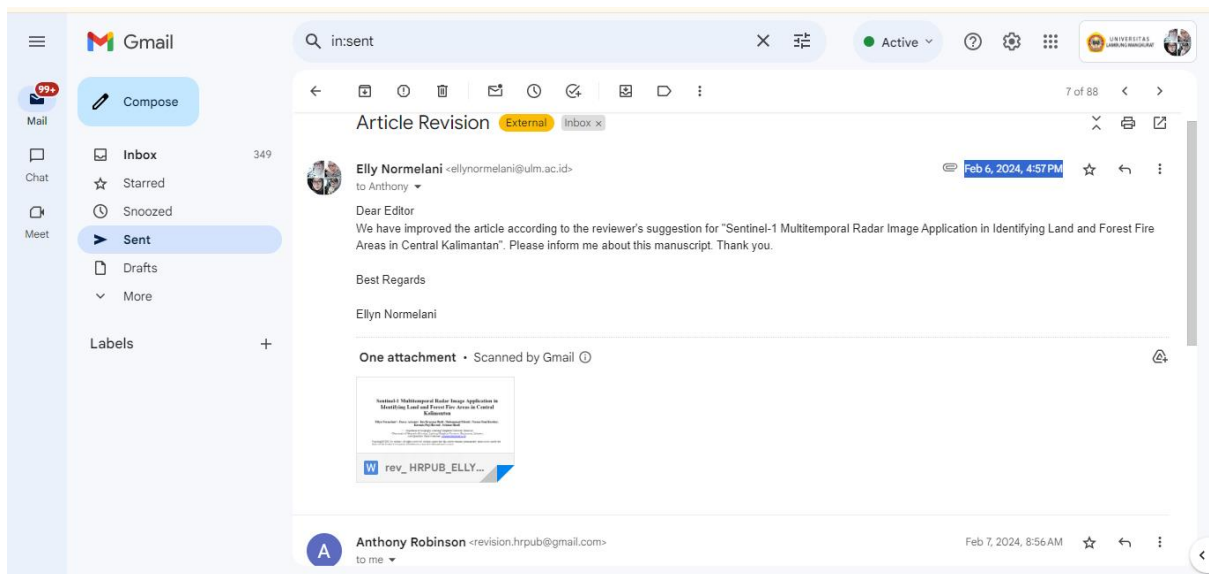 Gmail
in:sent
Active
UNIVERSITAS
LAMBUNG MANGKURAT
99+
Mail
Compose
7 of 88
Article Revision External Inbox ×
Chat
Inbox 349
Elly Normelani <ellynormelani@ulm.ac.id> Feb 6, 2024, 4:57 PM
to Anthony
Starred
Snoozed
Meet
Dear Editor
We have improved the article according to the reviewer's suggestion for "Sentinel-1 Multitemporal Radar Image Application in Identifying Land and Forest Fire
Areas in Central Kalimantan". Please inform me about this manuscript. Thank you.
Sent
Drafts
Best Regards
More
Ellyn Normelani
Labels +
One attachment • Scanned by Gmail
Sentinel-1 Multitemporal Radar Image Application in
Identifying Land and Forest Fire Areas in Central
Kalimantan
W rev_ HRPUB_ELLY...
A
Anthony Robinson <revision.hrpub@gmail.com> Feb 7, 2024, 8:56 AM
to me